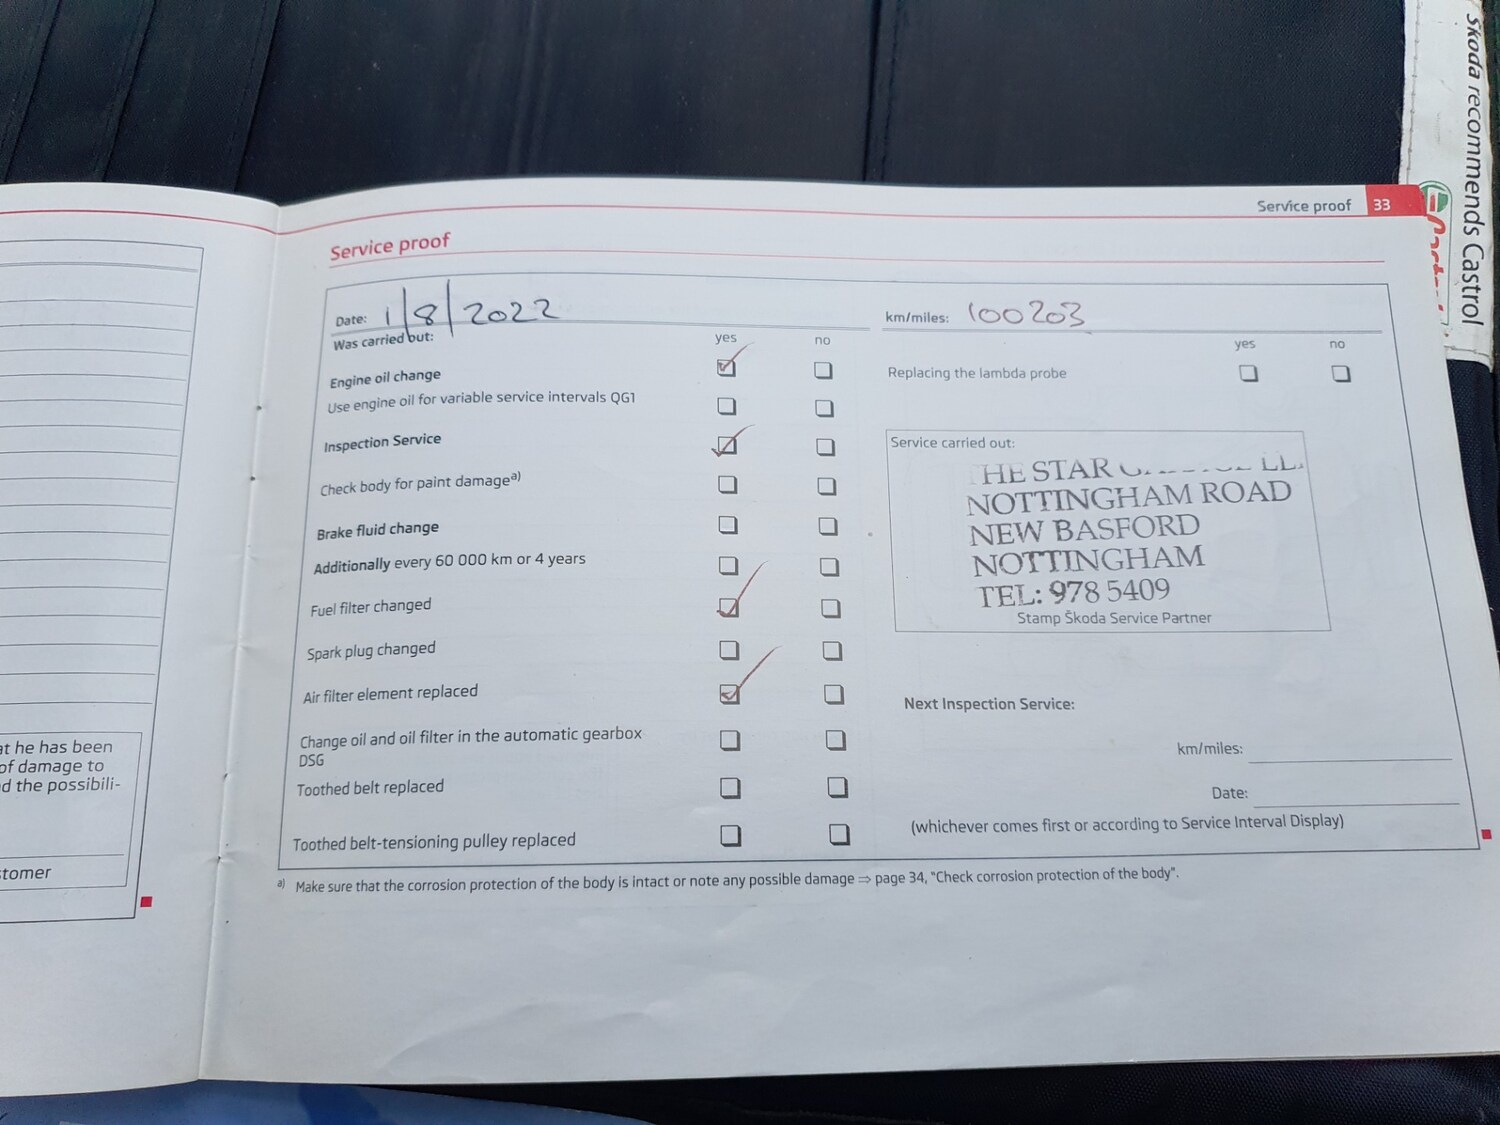 Škoda recommends Castrol
Service proof 33
Service proof
Date: 1/8/2022
km/miles: 100203
Was carried out: yes no
yes no
Engine oil change
Replacing the lambda probe
Use engine oil for variable service intervals QG1
Inspection Service
Check body for paint damage a)
Brake fluid change
Additionally every 60 000 km or 4 years
Fuel filter changed
Spark plug changed
Air filter element replaced
Change oil and oil filter in the automatic gearbox
DSG
Toothed belt replaced
Toothed belt-tensioning pulley replaced
Service carried out:
THE STAR
NOTTINGHAM ROAD
NEW BASFORD
NOTTINGHAM
TEL: 978 5409
Stamp Škoda Service Partner
Next Inspection Service:
km/miles:
Date:
(whichever comes first or according to Service Interval Display)
a) Make sure that the corrosion protection of the body is intact or note any possible damage ⇒ page 34, "Check corrosion protection of the body".
at he has been
of damage to
d the possibili-
stomer